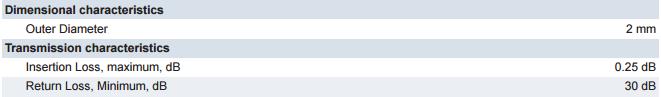 Dimensional characteristics
Outer Diameter 2 mm
Transmission characteristics
Insertion Loss, maximum, dB 0.25 dB
Return Loss, Minimum, dB 30 dB